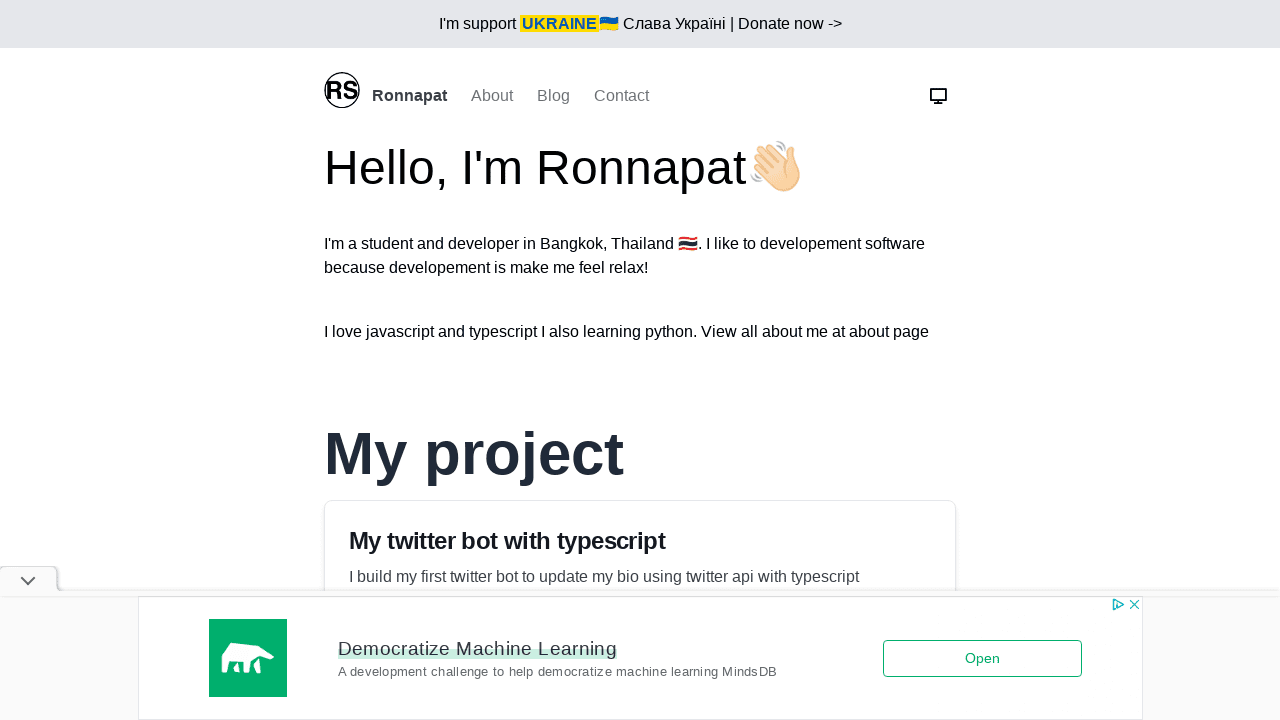 I'm support UKRAINE🇺🇦 Слава Україні | Donate now ->
RS Ronnapat About Blog Contact
Hello, I'm Ronnapat👋🏻
I'm a student and developer in Bangkok, Thailand 🇹🇭. I like to developement software
because developement is make me feel relax!
I love javascript and typescript I also learning python. View all about me at about page
My project
My twitter bot with typescript
I build my first twitter bot to update my bio using twitter api with typescript
Democratize Machine Learning
A development challenge to help democratize machine learning MindsDB
Open